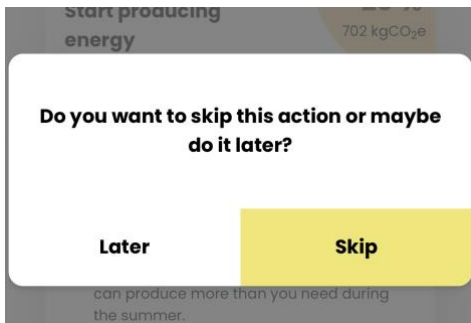 Start producing
energy
702 kgCO₂e
Do you want to skip this action or maybe
do it later?
Later
Skip
can produce more than you need during
the summer.